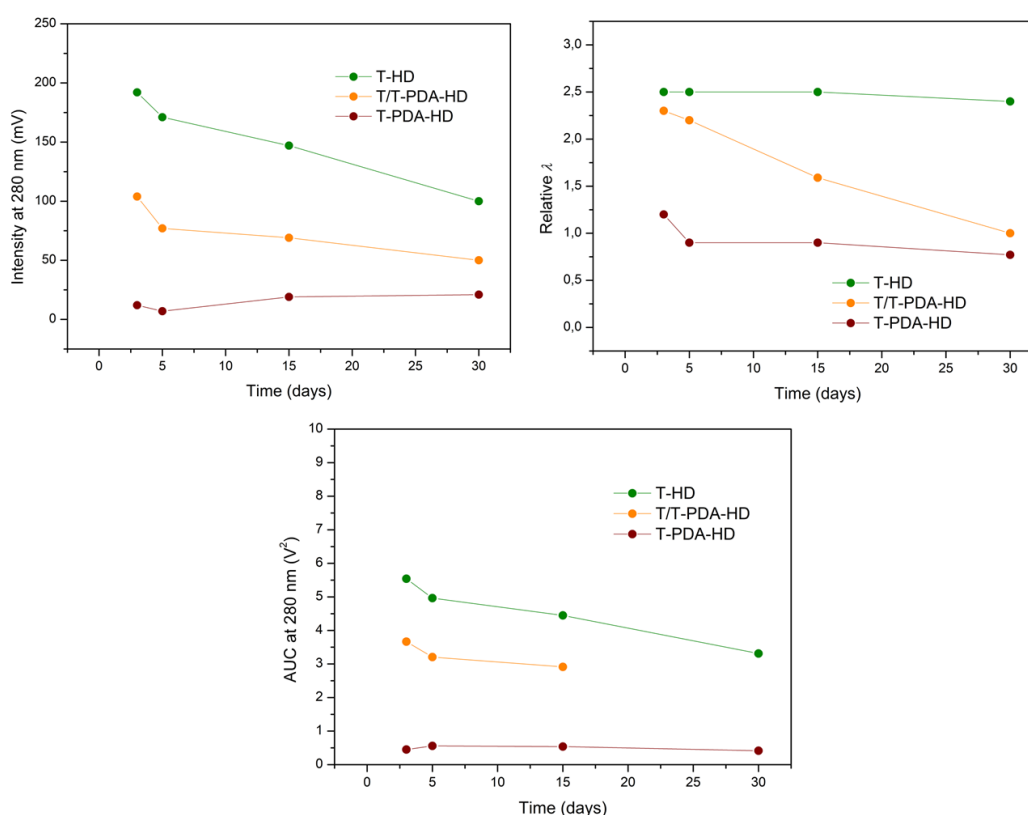 250
200
150
100
50
0
Intensity at 280 nm (mV)
T-HD
T/T-PDA-HD
T-PDA-HD
0 5 10 15 20 25 30
Time (days)
3,0
2,5
2,0
1,5
1,0
0,5
0,0
Relative λ
T-HD
T/T-PDA-HD
T-PDA-HD
0 5 10 15 20 25 30
Time (days)
10
9
8
7
6
5
4
3
2
1
0
AUC at 280 nm (V²)
T-HD
T/T-PDA-HD
T-PDA-HD
0 5 10 15 20 25 30
Time (days)